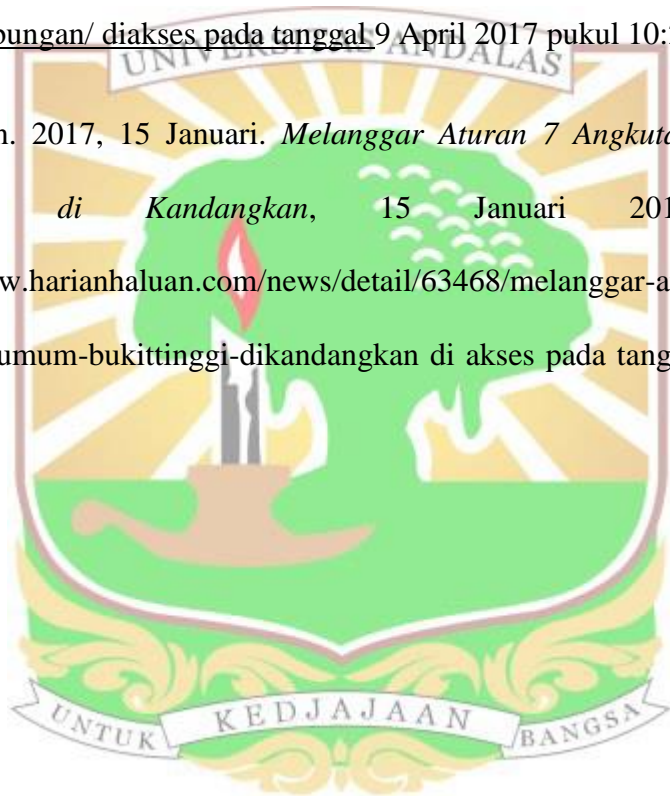 bungan/ diakses pada tanggal 9 April 2017 pukul 10:
UNIVERSITAS ANDALAS
n. 2017, 15 Januari. Melanggar Aturan 7 Angkuta
di Kandangkan, 15 Januari 201
w.harianhaluan.com/news/detail/63468/melanggar-a
umum-bukittinggi-dikandangkan di akses pada tang
UNTUK KEDJAJAAN BANGSA